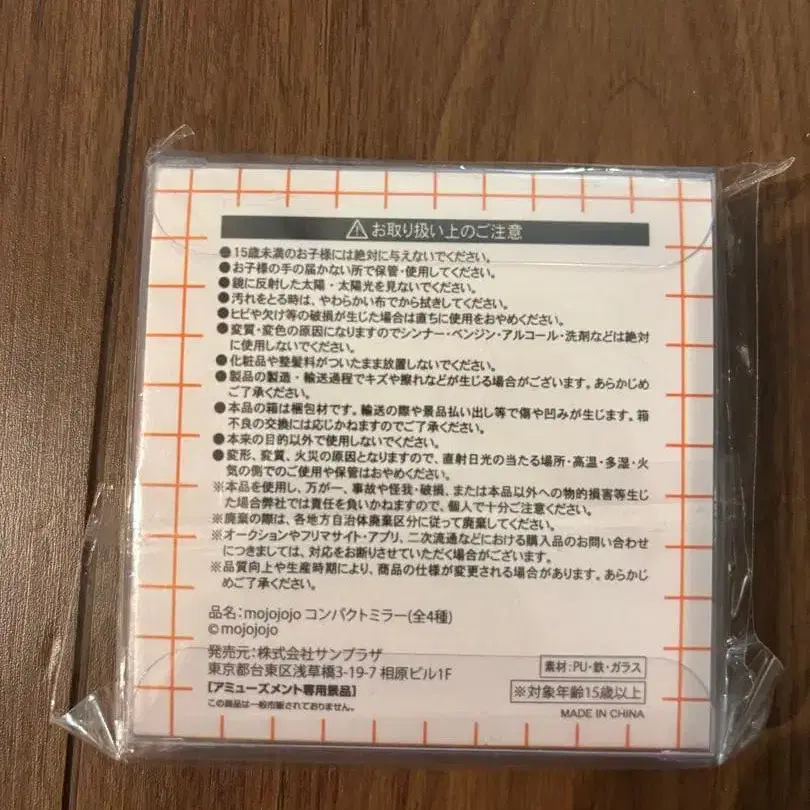 ⚠お取り扱い上のご注意
●15歳未満のお子様には絶対に与えないでください。
●お子様の手の届かない所で保管・使用してください。
●鏡に反射した太陽・太陽光を見ないでください。
●汚れをとる時は、やわらかい布でから拭きしてください。
●ヒビや欠け等の破損が生じた場合は直ちに使用をおやめください。
●変質・変色の原因になりますのでシンナー・ベンジン・アルコール・洗剤などは絶対
に使用しないでください。
●化粧品や整髪料がついたまま放置しないでください。
●製品の製造・輸送過程でキズや擦れなどが生じる場合がございます。あらかじめ
ご了承ください。
●本品の箱は梱包材です。輸送の際や景品払い出し等で傷や凹みが生じます。箱
不良の交換には応じかねますのでご了承ください。
●本来の目的以外で使用しないでください。
●変形、変質、火災の原因となりますので、直射日光の当たる場所・高温・多湿・火
気の側でのご使用や保管はおやめください。
※本品を使用し、万が一、事故や怪我・破損、または本品以外への物的損害等生じ
た場合弊社では責任を負いかねますので、個人で十分ご注意ください。
※廃棄の際は、各地方自治体廃棄区分に従って廃棄してください。
※オークションやフリマサイト・アプリ、二次流通などにおける購入品のお問い合わせ
につきましては、対応をお断りさせていただく場合がございます。
※品質向上や生産時期により、商品の仕様が変更される場合があります。あらかじ
めご了承ください。
品名:mojojojo コンパクトミラー(全4種)
©mojojojo
発売元:株式会社サンプラザ
東京都台東区浅草橋3-19-7 相原ビル1F
【アミューズメント専用景品】
この商品は一般市販されておりません。
素材:PU・鉄・ガラス
※対象年齢15歳以上
MADE IN CHINA